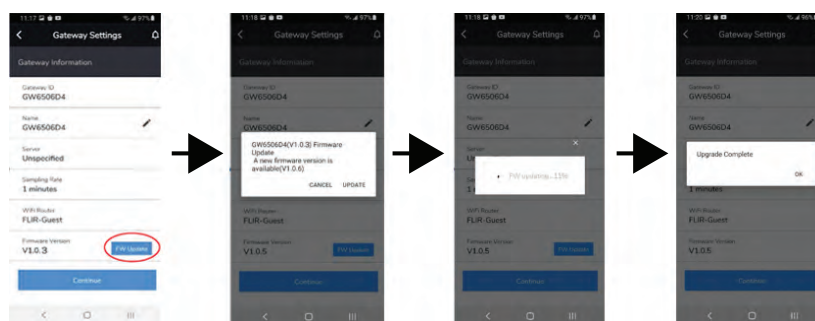 11:17
97%
Gateway Settings
Gateway Information
Gateway ID
GW6506D4
Name
GW6506D4
Server
Unspecified
Sampling Rate
1 minutes
WiFi Router
FLIR-Guest
Firmware Version
V1.0.3
FW Update
Continue
11:18
97%
Gateway Settings
Gateway Information
Gateway ID
GW6506D4
Name
GW6506D4
GW6506D4(V1.0.3) Firmware
Update
A new firmware version is
available(V1.0.6)
CANCEL UPDATE
WiFi Router
FLIR-Guest
Firmware Version
V1.0.5
FW Update
Continue
11:18
97%
Gateway Settings
Gateway Information
Gateway ID
GW6506D4
Name
GW6506D4
FW updating...11%
WiFi Router
FLIR-Guest
Firmware Version
V1.0.5
FW Update
Continue
11:20
96%
Gateway Settings
Gateway Information
Gateway ID
GW6506D4
Name
GW6506D4
Upgrade Complete
OK
1 minutes
WiFi Router
FLIR-Guest
Firmware Version
V1.0.5
Continue